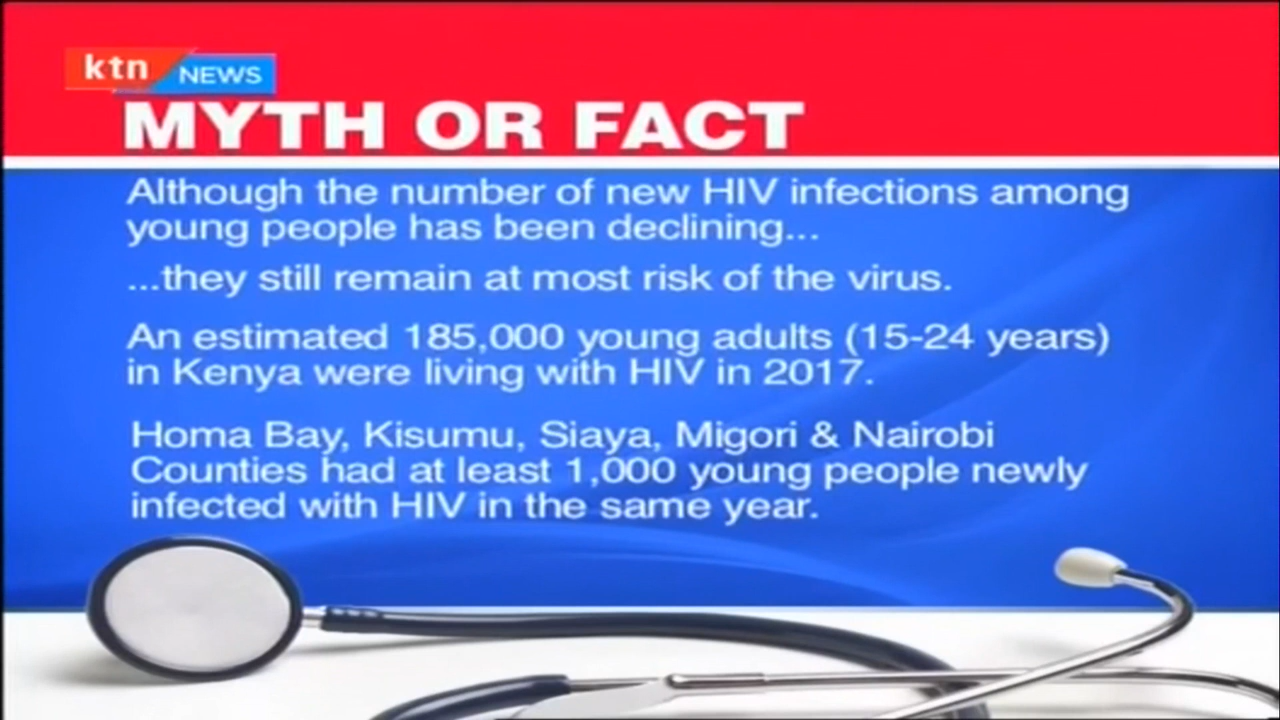 ktn NEWS
MYTH OR FACT
Although the number of new HIV infections among
young people has been declining...
...they still remain at most risk of the virus.
An estimated 185,000 young adults (15-24 years)
in Kenya were living with HIV in 2017.
Homa Bay, Kisumu, Siaya, Migori & Nairobi
Counties had at least 1,000 young people newly
infected with HIV in the same year.